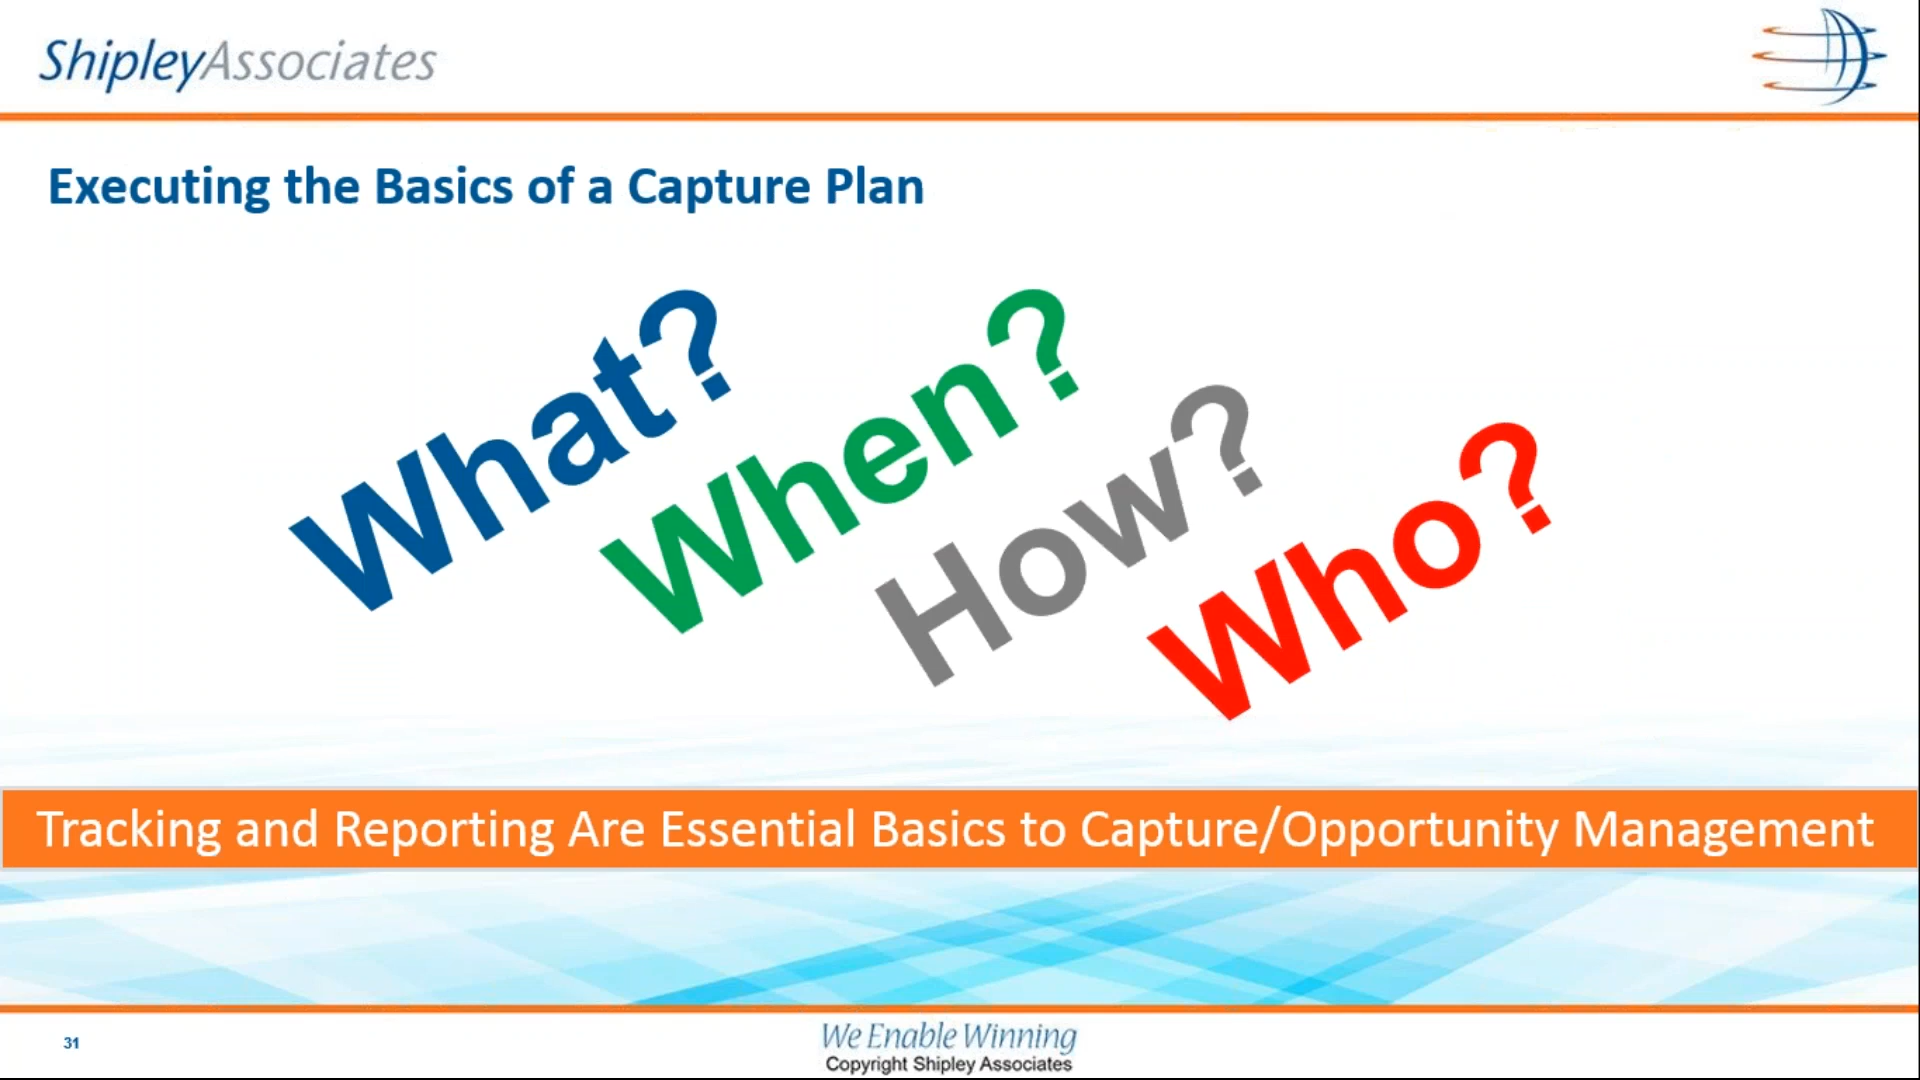 ShipleyAssociates
Executing the Basics of a Capture Plan
What?
When?
How?
Who?
Tracking and Reporting Are Essential Basics to Capture/Opportunity Management
31
We Enable Winning
Copyright Shipley Associates